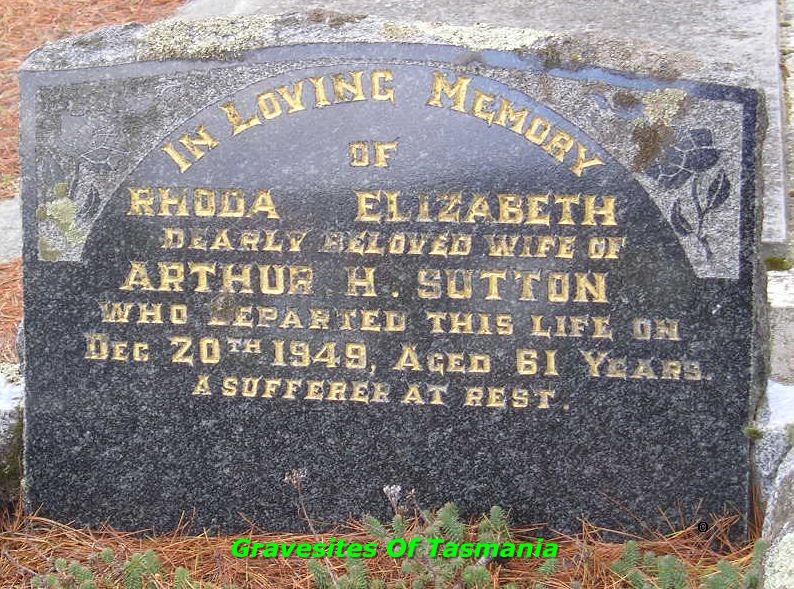 In Loving Memory
OF
RHODA ELIZABETH
DEARLY BELOVED WIFE OF
ARTHUR H. SUTTON
WHO DEPARTED THIS LIFE ON
DEC 20TH 1949, AGED 61 YEARS.
A SUFFERER AT REST.
©
Gravesites Of Tasmania